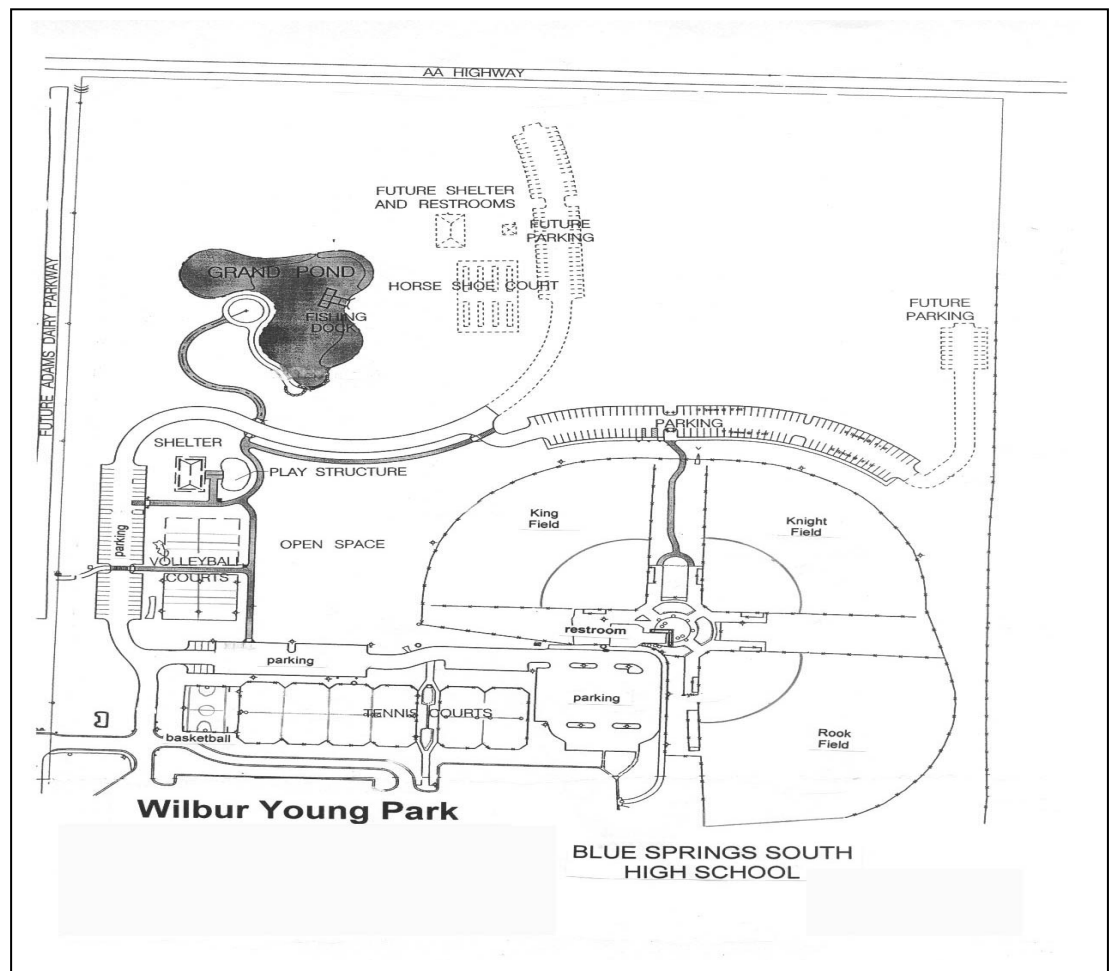 AA HIGHWAY
FUTURE ADAMS DAIRY PARKWAY
FUTURE SHELTER
AND RESTROOMS
FUTURE
PARKING
GRAND POND
HORSE SHOE COURT
FISHING
DOCK
FUTURE
PARKING
PARKING
SHELTER
PLAY STRUCTURE
King
Field
Knight
Field
parking
OPEN SPACE
VOLLEYBALL
COURTS
restroom
parking
parking
TENNIS COURTS
basketball
Rook
Field
Wilbur Young Park
BLUE SPRINGS SOUTH
HIGH SCHOOL